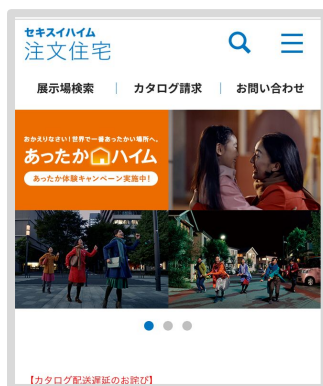 セキスイハイム
注文住宅
展示場検索
カタログ請求
お問い合わせ
おかえりなさい！世界で一番あったかい場所へ。
あったかハイム
あったか体験キャンペーン実施中！
【カタログ配送遅延のお詫び】